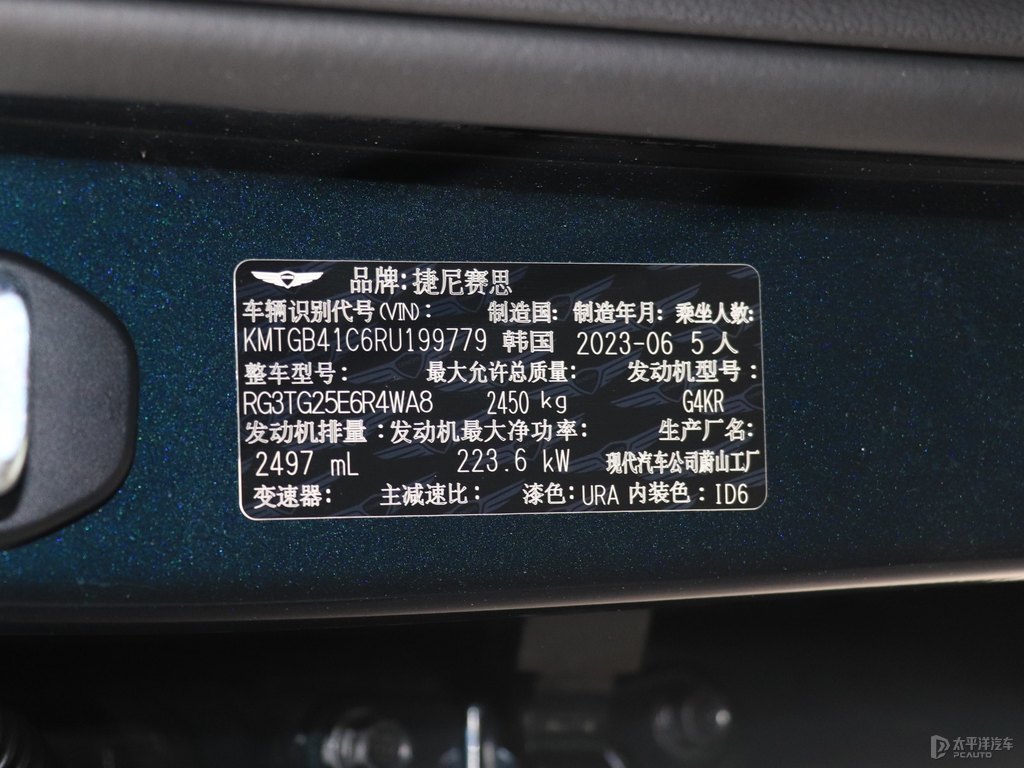 品牌: 捷尼赛思
车辆识别代号(VIN): 制造国: 制造年月: 乘坐人数:
KMTGB41C6RU199779 韩国 2023-06 5 人
整车型号: 最大允许总质量: 发动机型号:
RG3TG25E6R4WA8 2450 kg G4KR
发动机排量: 发动机最大净功率: 生产厂名:
2497 mL 223.6 kW 现代汽车公司蔚山工厂
变速器: 主减速比: 漆色: URA 内装色: ID6
太平洋汽车
PCAUTO